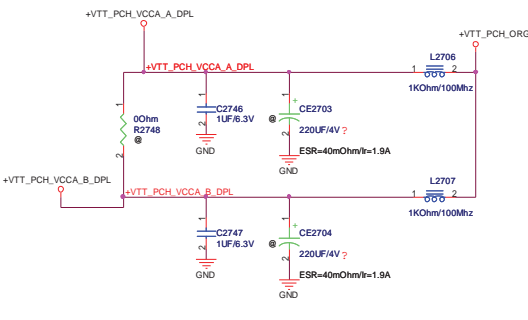 +VTT_PCH_VCCA_A_DPL
+VTT_PCH_ORG
+VTT_PCH_VCCA_A_DPL
L2706
1 2
1KOhm/100Mhz
1
0Ohm
R2748
@
2
1
C2746
1UF/6.3V
2
GND
1
+
CE2703
@
220UF/4V ?
2
ESR=40mOhm/Ir=1.9A
GND
+VTT_PCH_VCCA_B_DPL
+VTT_PCH_VCCA_B_DPL
L2707
1 2
1KOhm/100Mhz
1
C2747
1UF/6.3V
2
GND
1
+
CE2704
@
220UF/4V ?
2
ESR=40mOhm/Ir=1.9A
GND